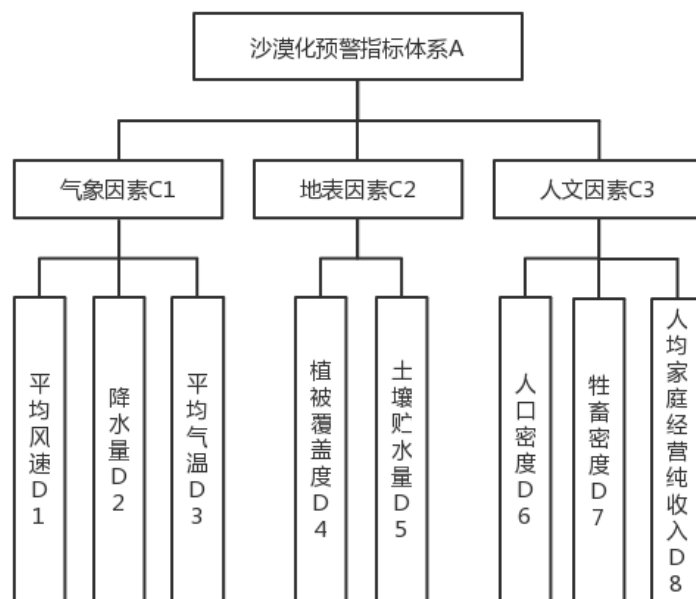 沙漠化预警指标体系A
气象因素C1
地表因素C2
人文因素C3
平均风速D1
降水量D2
平均气温D3
植被覆盖度D4
土壤贮水量D5
人口密度D6
牲畜密度D7
人均家庭经营纯收入D8